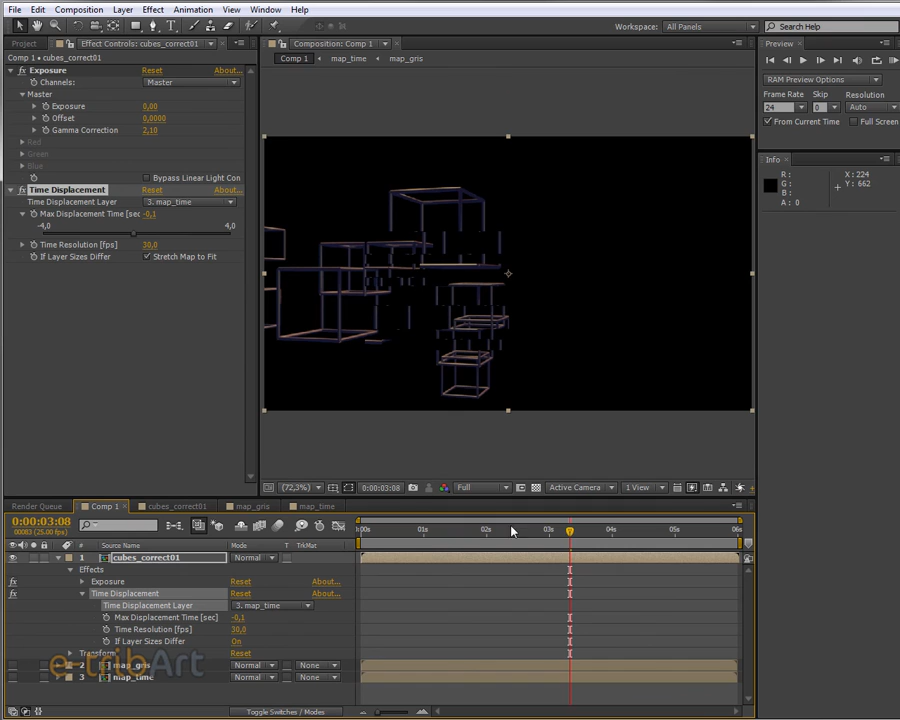 File Edit Composition Layer Effect Animation View Window Help
Workspace: All Panels Search Help
Project Effect Controls: cubes_correct01 Composition: Comp 1 Preview
Comp 1 • cubes_correct01 Comp 1 map_time map_gris
fx Exposure Reset About...
Channels: Master
Master
Exposure 0,00
Offset 0,0000
Gamma Correction 2,10
Red
Green
Blue
Bypass Linear Light Con
fx Time Displacement Reset About...
Time Displacement Layer 3. map_time
Max Displacement Time [sec -0,1
-4,0 4,0
Time Resolution [fps] 30,0
If Layer Sizes Differ Stretch Map to Fit
RAM Preview Options
Frame Rate Skip Resolution
24 0 Auto
From Current Time Full Screen
Info
R: X: 224
G: Y: 662
B:
A: 0
(72,3%) 0:00:03:08 Full Active Camera 1 View
Render Queue Comp 1 cubes_correct01 map_gris map_time
0:00:03:08
00083 (25.00 fps)
00s 01s 02s 03s 04s 05s 06s
# Source Name Mode T TrkMat
1 cubes_correct01 Normal
Effects
fx Exposure Reset About...
fx Time Displacement Reset About...
Time Displacement Layer 3. map_time
Max Displacement Time [sec] -0,1
Time Resolution [fps] 30,0
If Layer Sizes Differ On
Transform Reset
2 map_gris Normal None
3 map_time Normal None
e-tribArt
Toggle Switches / Modes